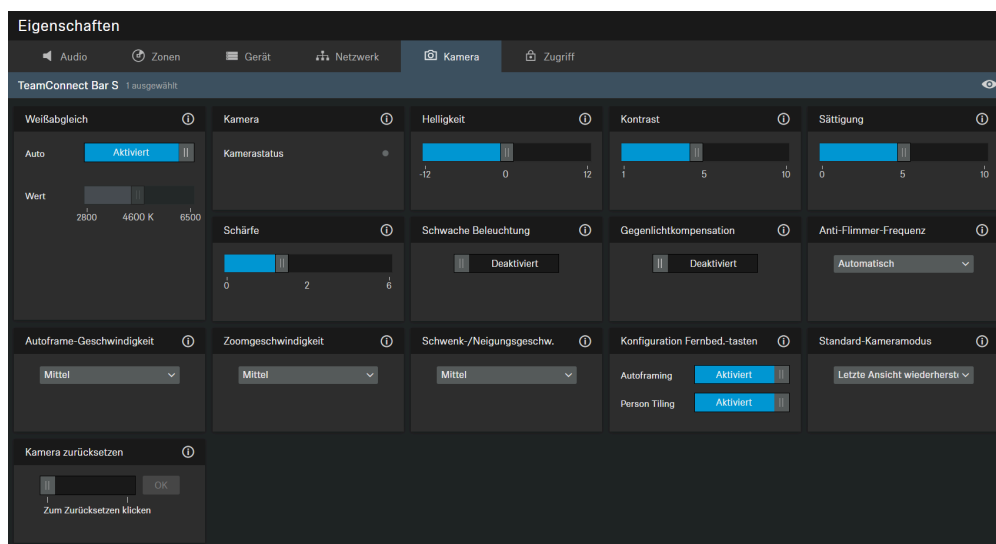 Eigenschaften
Audio Zonen Gerät Netzwerk Kamera Zugriff
TeamConnect Bar S 1 ausgewählt
Weißabgleich Kamera Helligkeit Kontrast Sättigung
Auto Aktiviert Kamerastatus
-12 0 12 1 5 10 0 5 10
Wert
2800 4600 K 6500
Schärfe Schwache Beleuchtung Gegenlichtkompensation Anti-Flimmer-Frequenz
Deaktiviert Deaktiviert Automatisch
0 2 6
Autoframe-Geschwindigkeit Zoomgeschwindigkeit Schwenk-/Neigungsgeschw. Konfiguration Fernbed.-tasten Standard-Kameramodus
Mittel Mittel Mittel Autoframing Aktiviert Letzte Ansicht wiederherst
Person Tiling Aktiviert
Kamera zurücksetzen
OK
Zum Zurücksetzen klicken